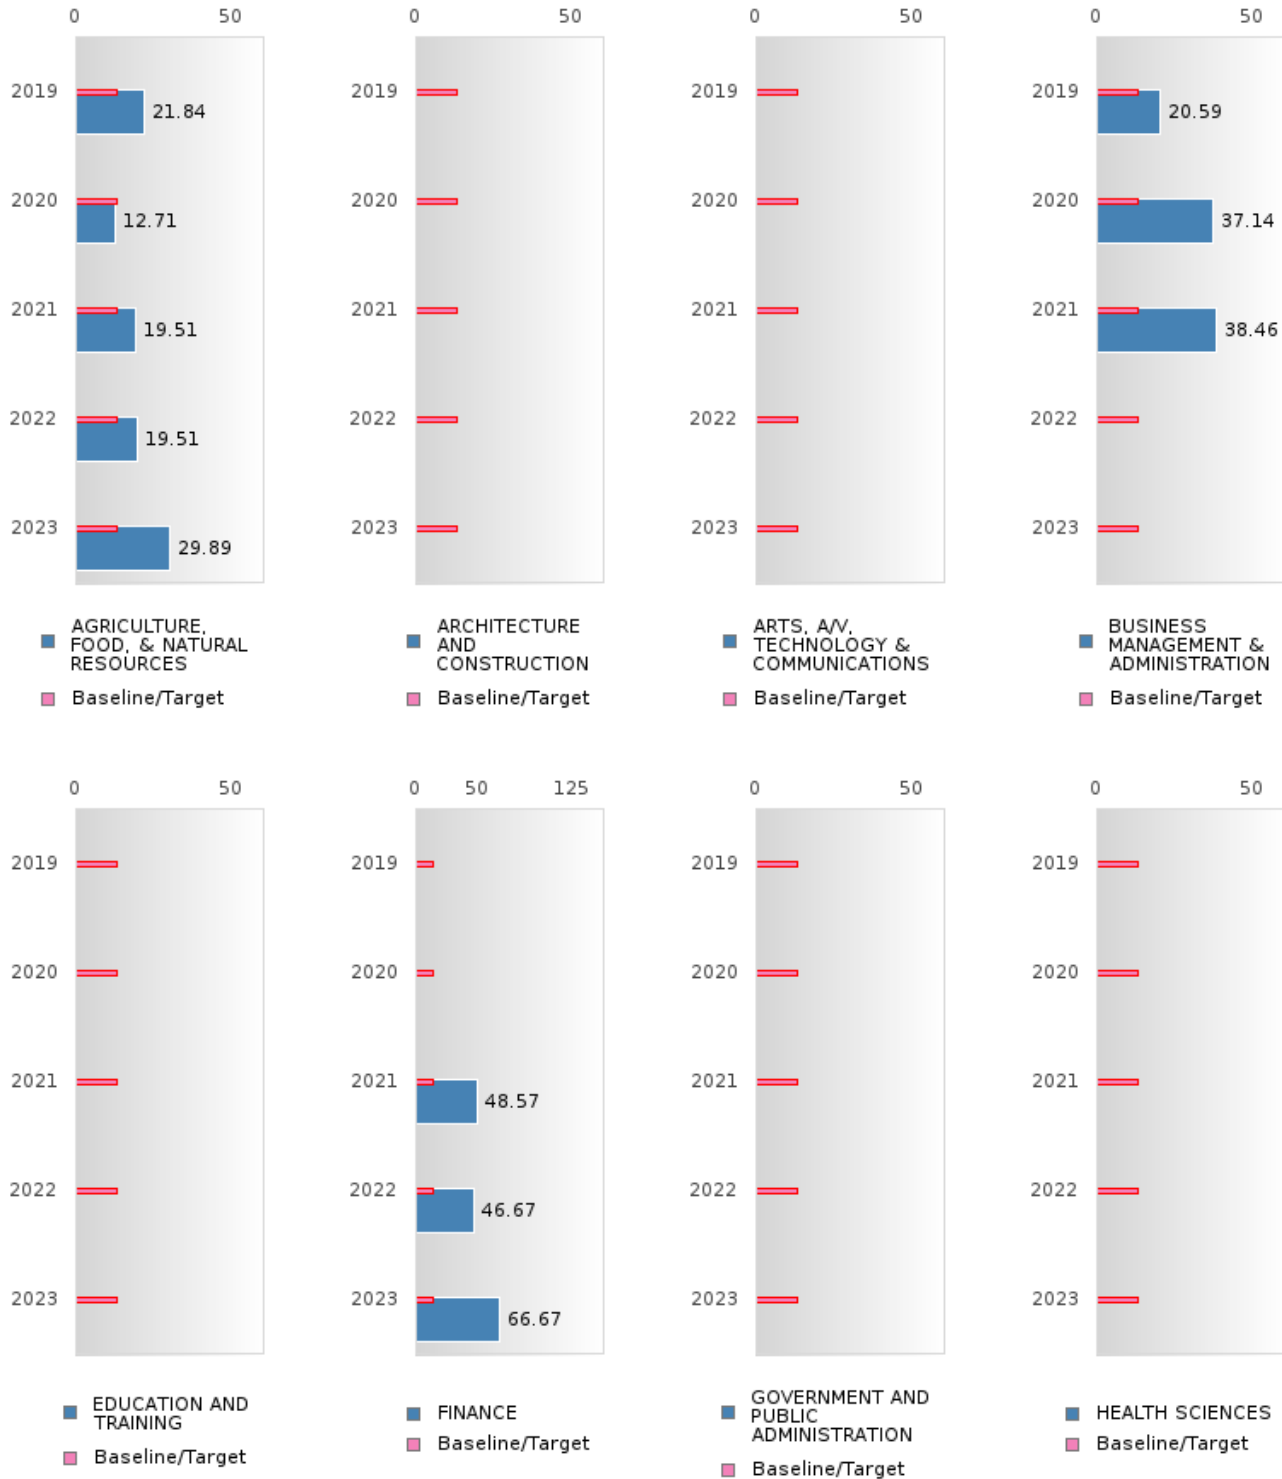 0 50
2019
21.84
2020
12.71
2021
19.51
2022
19.51
2023
29.89
AGRICULTURE,
FOOD, & NATURAL
RESOURCES
Baseline/Target
0 50
2019
2020
2021
2022
2023
ARCHITECTURE
AND
CONSTRUCTION
Baseline/Target
0 50
2019
2020
2021
2022
2023
ARTS, A/V,
TECHNOLOGY &
COMMUNICATIONS
Baseline/Target
0 50
2019
20.59
2020
37.14
2021
38.46
2022
2023
BUSINESS
MANAGEMENT &
ADMINISTRATION
Baseline/Target
0 50
2019
2020
2021
2022
2023
EDUCATION AND
TRAINING
Baseline/Target
0 50 125
2019
2020
2021
48.57
2022
46.67
2023
66.67
FINANCE
Baseline/Target
0 50
2019
2020
2021
2022
2023
GOVERNMENT AND
PUBLIC
ADMINISTRATION
Baseline/Target
0 50
2019
2020
2021
2022
2023
HEALTH SCIENCES
Baseline/Target